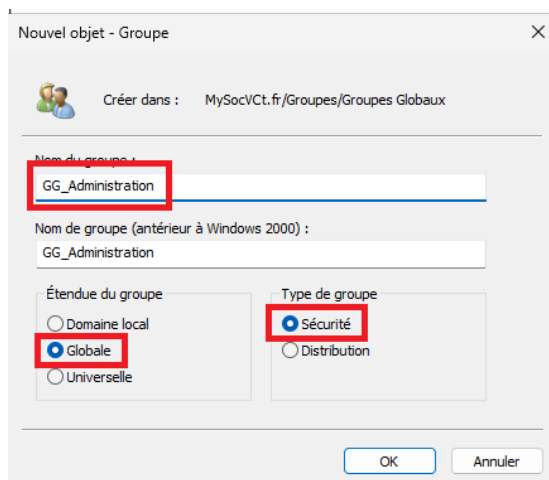 Nouvel objet - Groupe
Créer dans : MySocVCt.fr/Groupes/Groupes Globaux
Nom du groupe :
GG_Administration
Nom de groupe (antérieur à Windows 2000) :
GG_Administration
Étendue du groupe
Domaine local
Globale
Universelle
Type de groupe
Sécurité
Distribution
OK Annuler